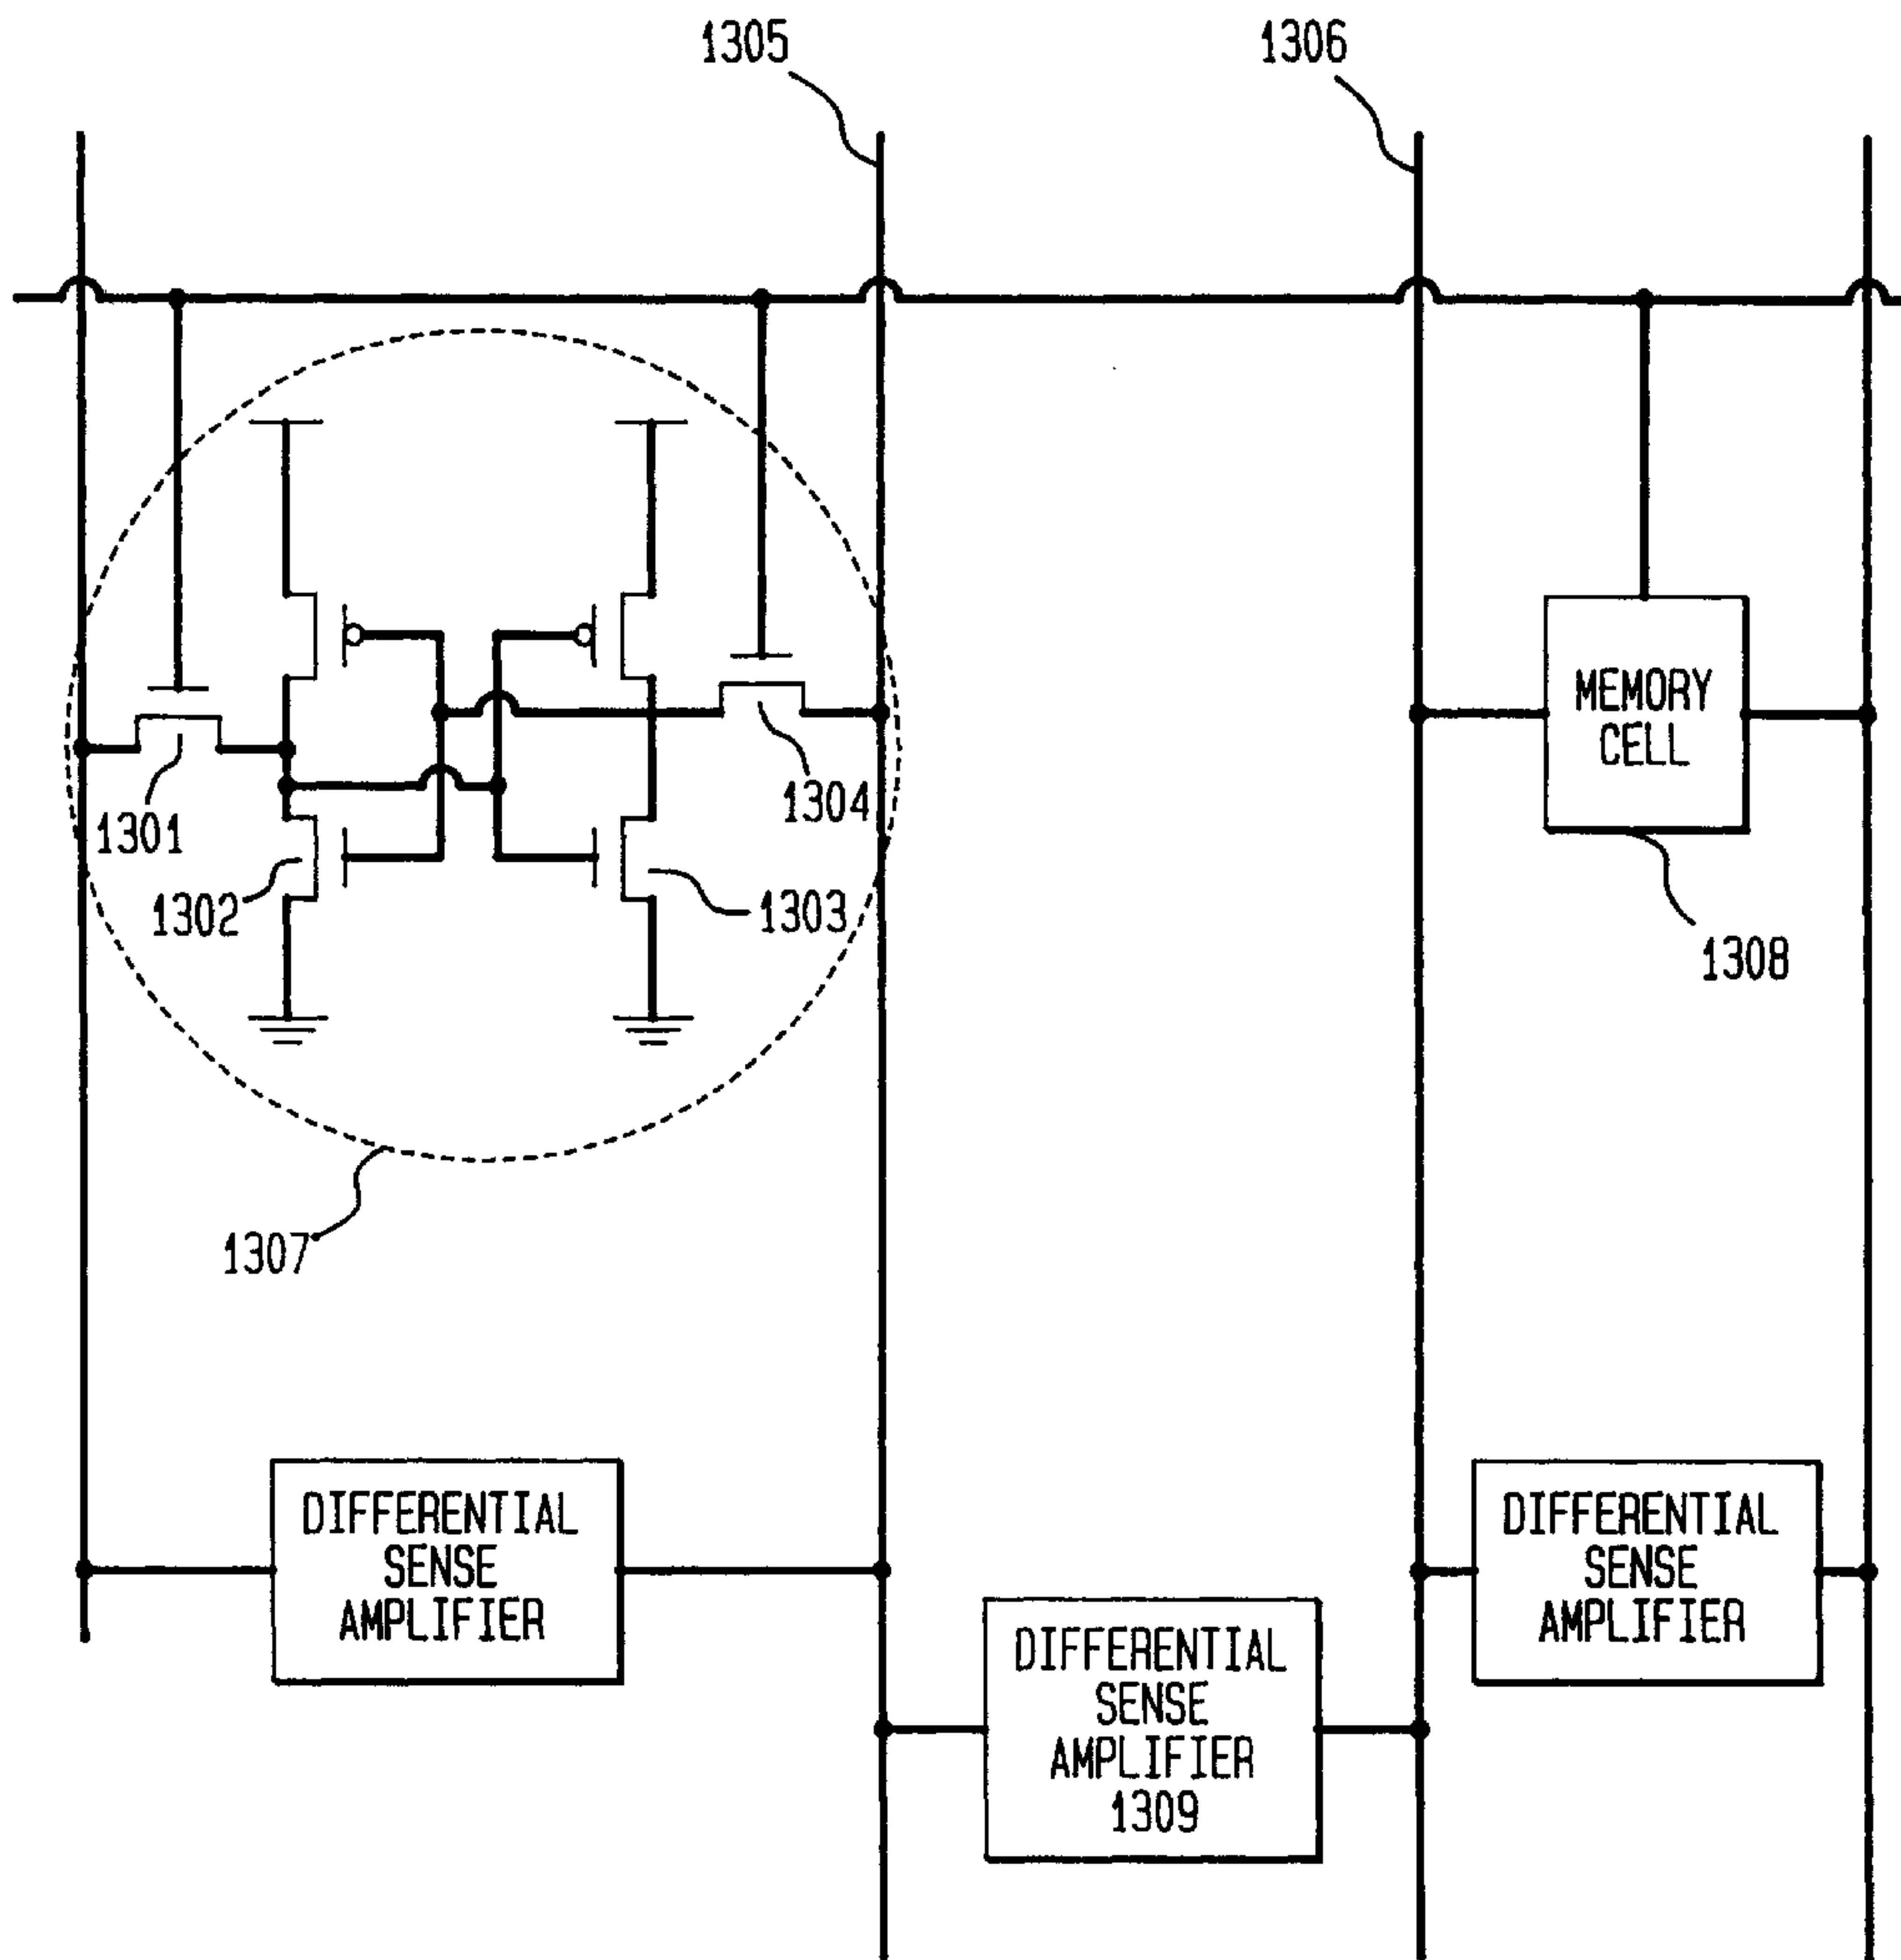 1305
1306
MEMORY
CELL
1301
1304
1302
1303
1308
1307
DIFFERENTIAL
SENSE
AMPLIFIER
DIFFERENTIAL
SENSE
AMPLIFIER
1309
DIFFERENTIAL
SENSE
AMPLIFIER